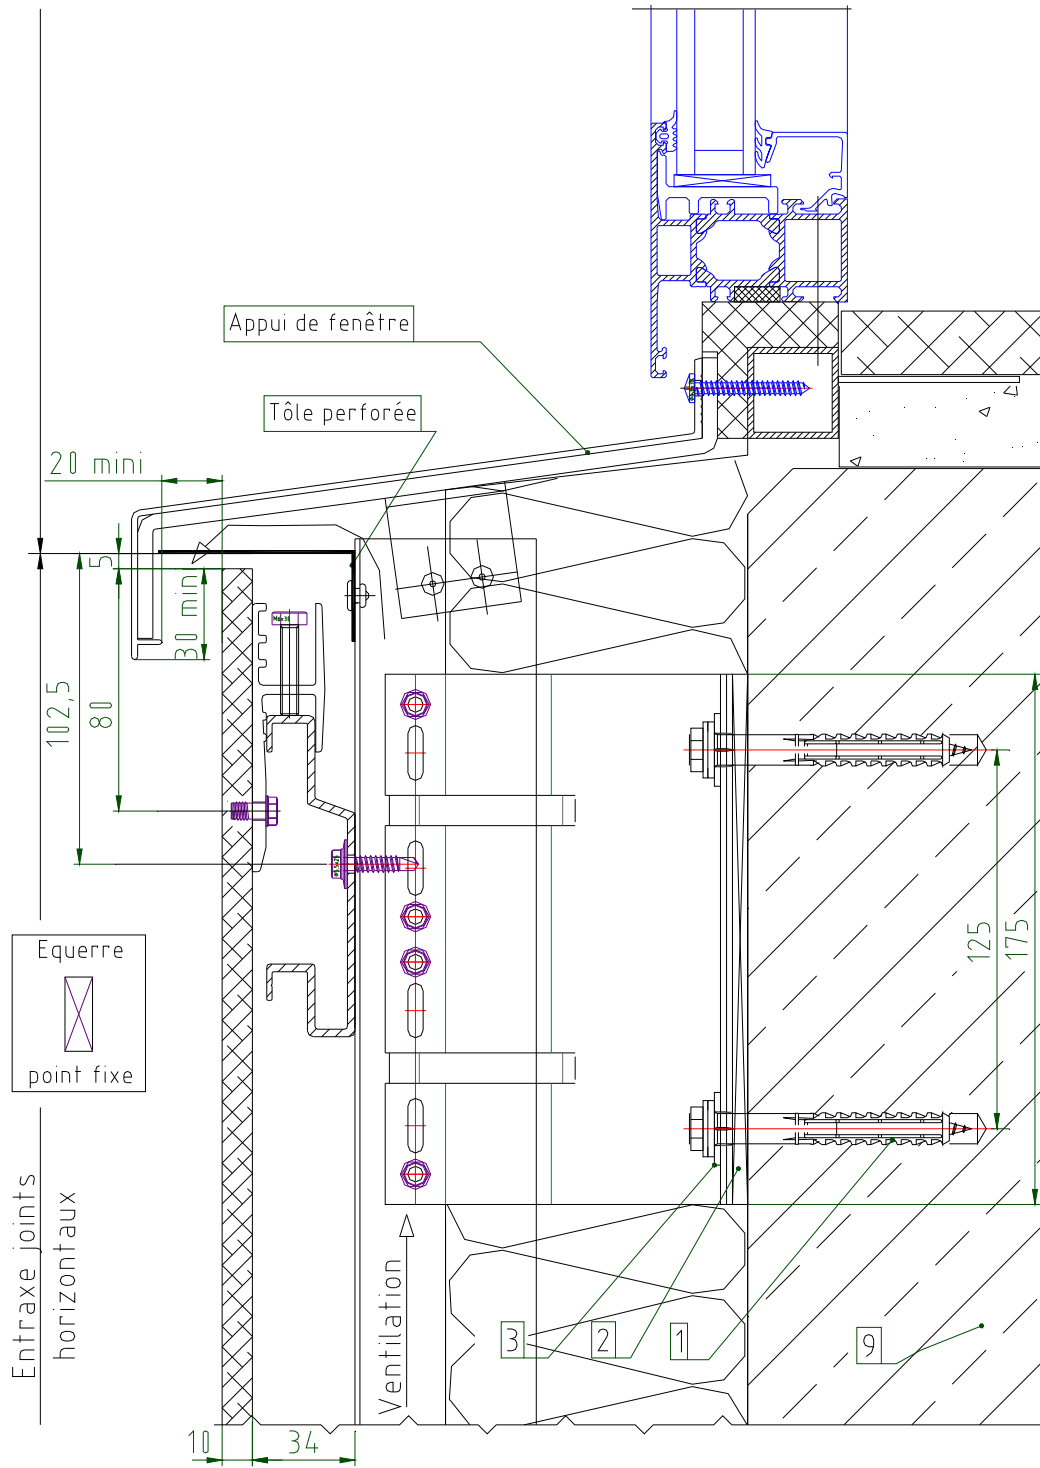 Appui de fenêtre
Tôle perforée
20 mini
5
30 min
102,5
80
Equerre
point fixe
125
175
Entraxe joints
horizontaux
Ventilation
3
2
1
9
10
34